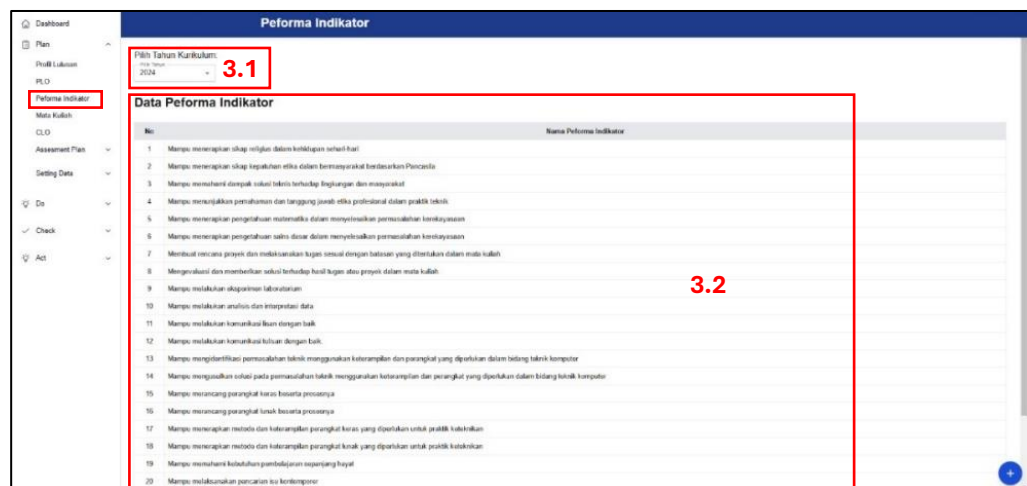 Dashboard
Plan
Profil Lulusan
PLO
Peforma Indikator
Mata Kuliah
CLO
Assesment Plan
Setting Data
Do
Check
Act
Peforma Indikator
Pilih Tahun Kurikulum:
Pilih Tahun
2024
3.1
Data Peforma Indikator
No Nama Peforma Indikator
1 Mampu menerapkan sikap religius dalam kehidupan sehari-hari
2 Mampu menerapkan sikap kepatuhan etika dalam bermasyarakat berdasarkan Pancasila
3 Mampu memahami dampak solusi teknis terhadap lingkungan dan masyarakat
4 Mampu menunjukkan pemahaman dan tanggung jawab etika profesional dalam praktik teknik
5 Mampu menerapkan pengetahuan matematika dalam menyelesaikan permasalahan kerekayasaan
6 Mampu menerapkan pengetahuan sains dasar dalam menyelesaikan permasalahan kerekayasaan
7 Membuat rencana proyek dan melaksanakan tugas sesuai dengan batasan yang ditentukan dalam mata kuliah
8 Mengevaluasi dan memberikan solusi terhadap hasil tugas atau proyek dalam mata kuliah
9 Mampu melakukan eksperimen laboratorium
10 Mampu melakukan analisis dan interpretasi data
11 Mampu melakukan komunikasi lisan dengan baik
12 Mampu melakukan komunikasi tulisan dengan baik.
13 Mampu mengidentifikasi permasalahan teknik menggunakan keterampilan dan parangkat yang diperlukan dalam bidang teknik komputer
14 Mampu mengusulkan solusi pada permasalahan teknik menggunakan keterampilan dan perangkat yang diperlukan dalam bidang teknik komputer
15 Mampu merancang perangkat keras beserta prosesnya
16 Mampu merancang perangkat lunak beserta prosesnya
17 Mampu menerapkan metode dan keterampilan perangkat keras yang diperlukan untuk praktik keteknikan
18 Mampu menerapkan metode dan keterampilan perangkat lunak yang diperlukan untuk praktik keteknikan
19 Mampu memahami kebutuhan pembelajaran sepanjang hayat
20 Mampu melaksanakan pencarian isu kontemporer
3.2